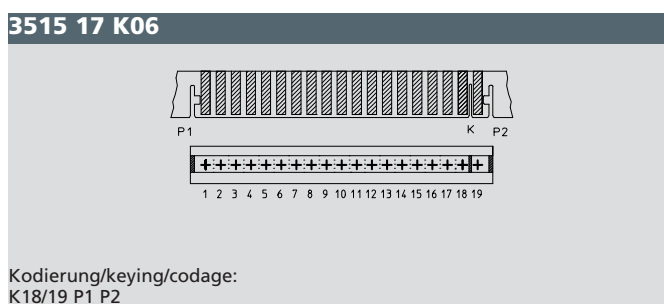 3515 17 K06
P1 K P2
1 2 3 4 5 6 7 8 9 10 11 12 13 14 15 16 17 18 19
Kodierung/keying/codage:
K18/19 P1 P2